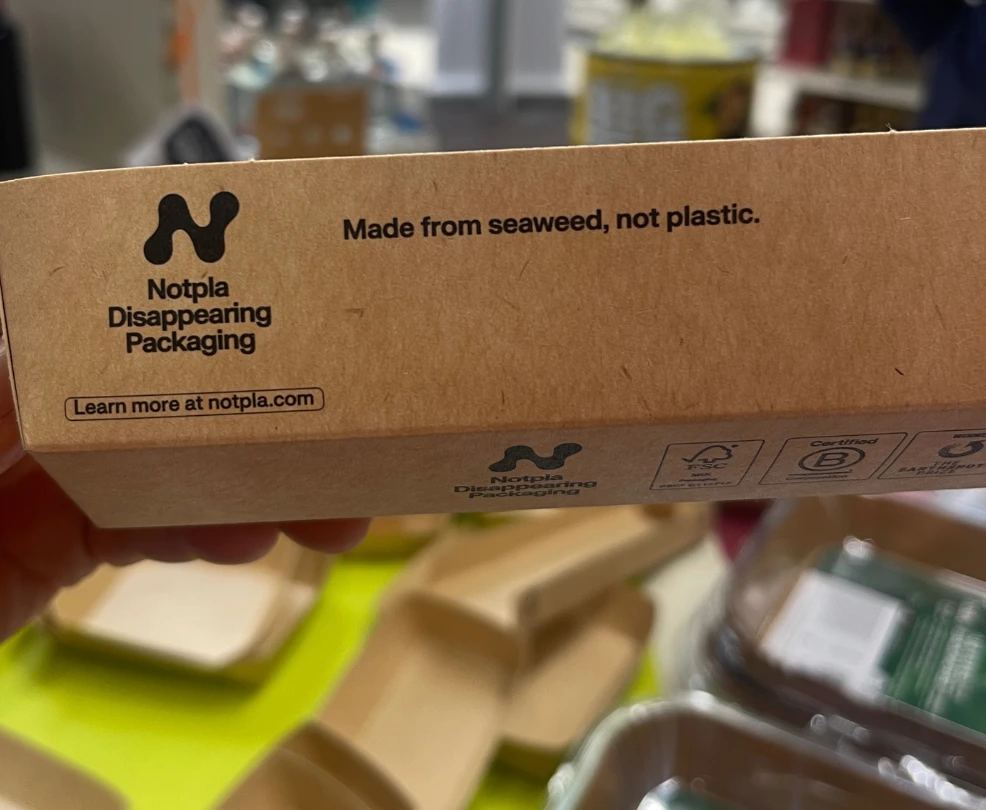 Notpla
Disappearing
Packaging
Made from seaweed, not plastic.
Learn more at notpla.com
Notpla
Disappearing
Packaging
FSC
Certified
B